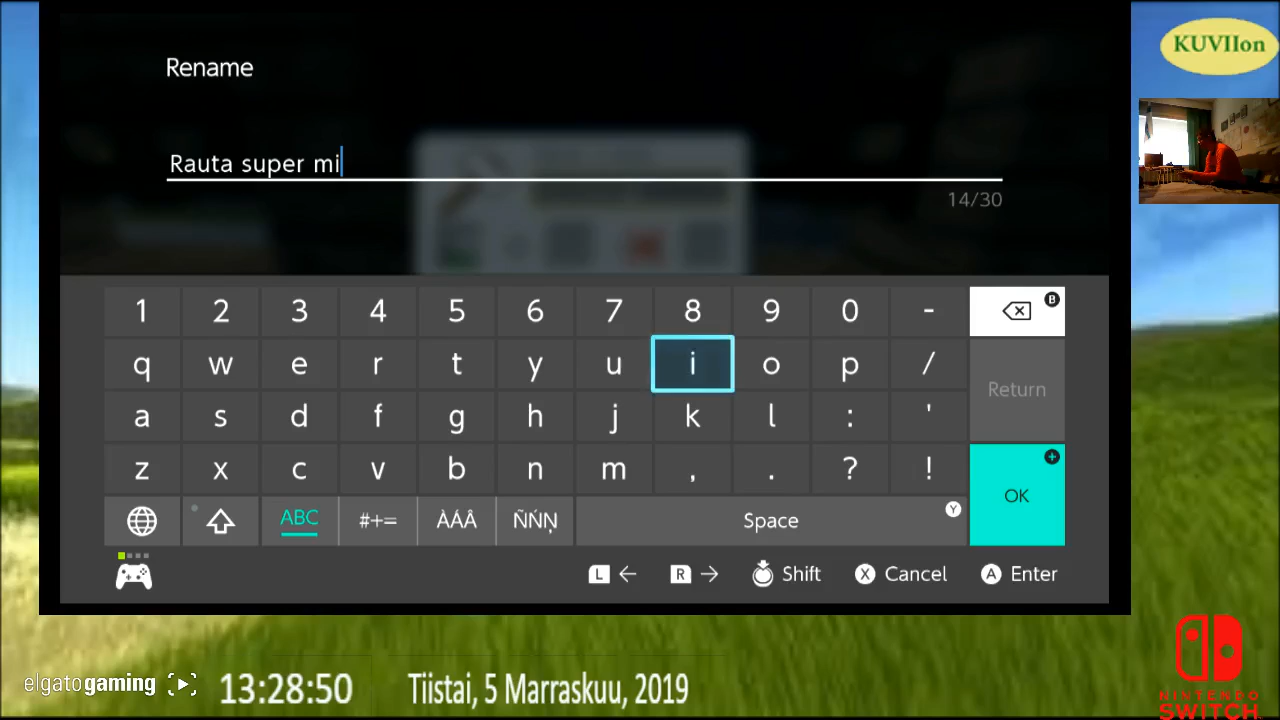 Rename
KUVIIon
Rauta super mi
14/30
1 2 3 4 5 6 7 8 9 0 - B
q w e r t y u i o p / Return
a s d f g h j k l : '
z x c v b n m , . ? ! + OK
ABC #+= ÀÁÂ ÑŃŅ Space Y
L ← R → Shift X Cancel A Enter
elgatogaming
13:28:50
Tiistai, 5 Marraskuu, 2019
NINTENDO
SWITCH